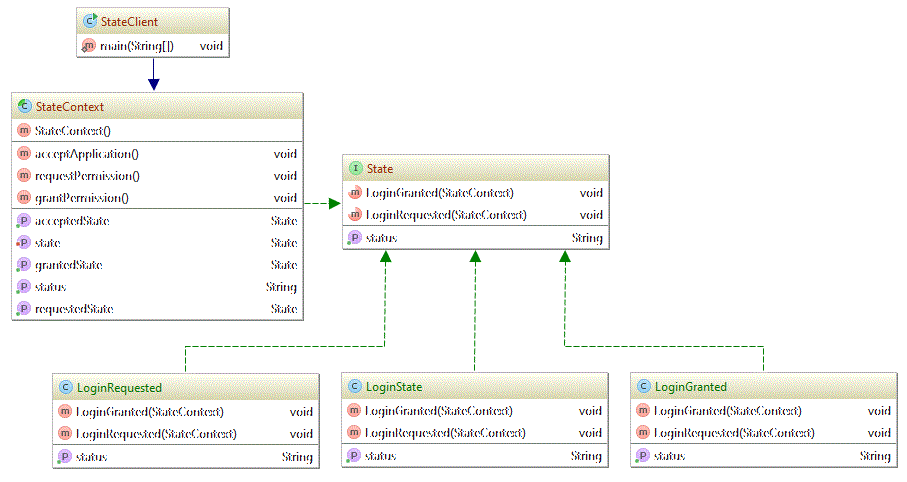 StateClient
main(String[]) void
StateContext
StateContext()
acceptApplication() void
requestPermission() void
grantPermission() void
acceptedState State
state State
grantedState State
status String
requestedState State
State
LoginGranted(StateContext) void
LoginRequested(StateContext) void
status String
LoginRequested
LoginGranted(StateContext) void
LoginRequested(StateContext) void
status String
LoginState
LoginGranted(StateContext) void
LoginRequested(StateContext) void
status String
LoginGranted
LoginGranted(StateContext) void
LoginRequested(StateContext) void
status String